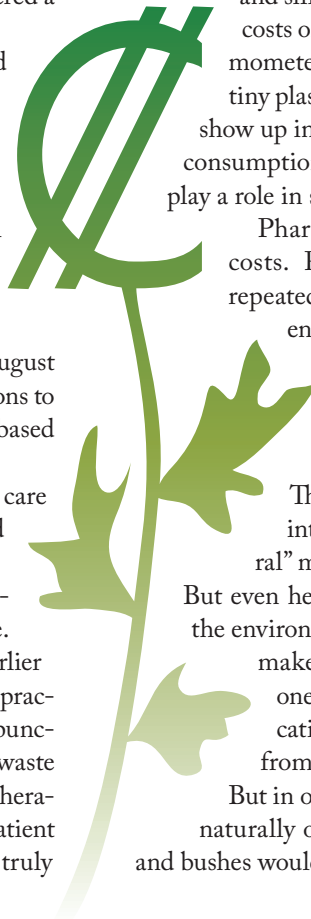 ered a
d
ugust
ons to
based
care
d
–
e.
rlier
prac-
punc-
waste
hera-
atient
truly
and sm
costs o
momete
tiny plas
show up in
consumptio
play a role in s
Phar
costs.
repeated
en
Th
int
ral” m
But even he
the environ
make
one
cati
from
But in o
naturally o
and bushes would